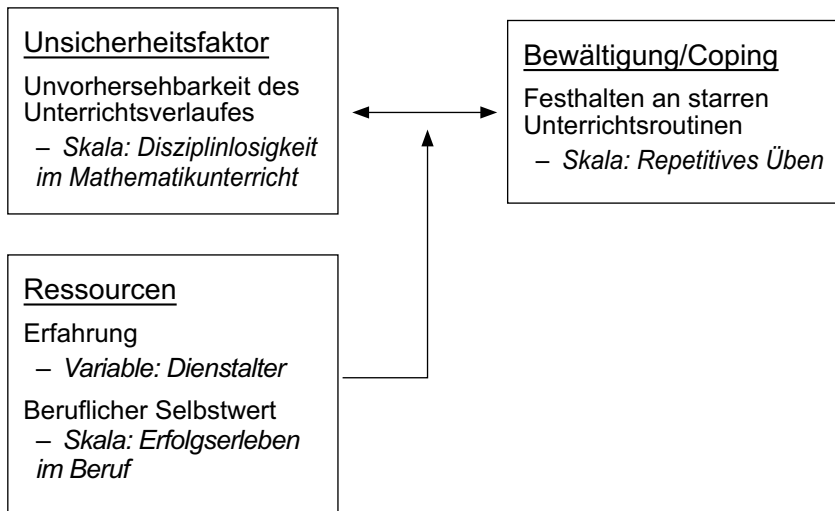 Unsicherheitsfaktor
Unvorhersehbarkeit des
Unterrichtsverlaufes
– Skala: Disziplinlosigkeit
im Mathematikunterricht
Bewältigung/Coping
Festhalten an starren
Unterrichtsroutinen
– Skala: Repetitives Üben
Ressourcen
Erfahrung
– Variable: Dienstalter
Beruflicher Selbstwert
– Skala: Erfolgserleben
im Beruf